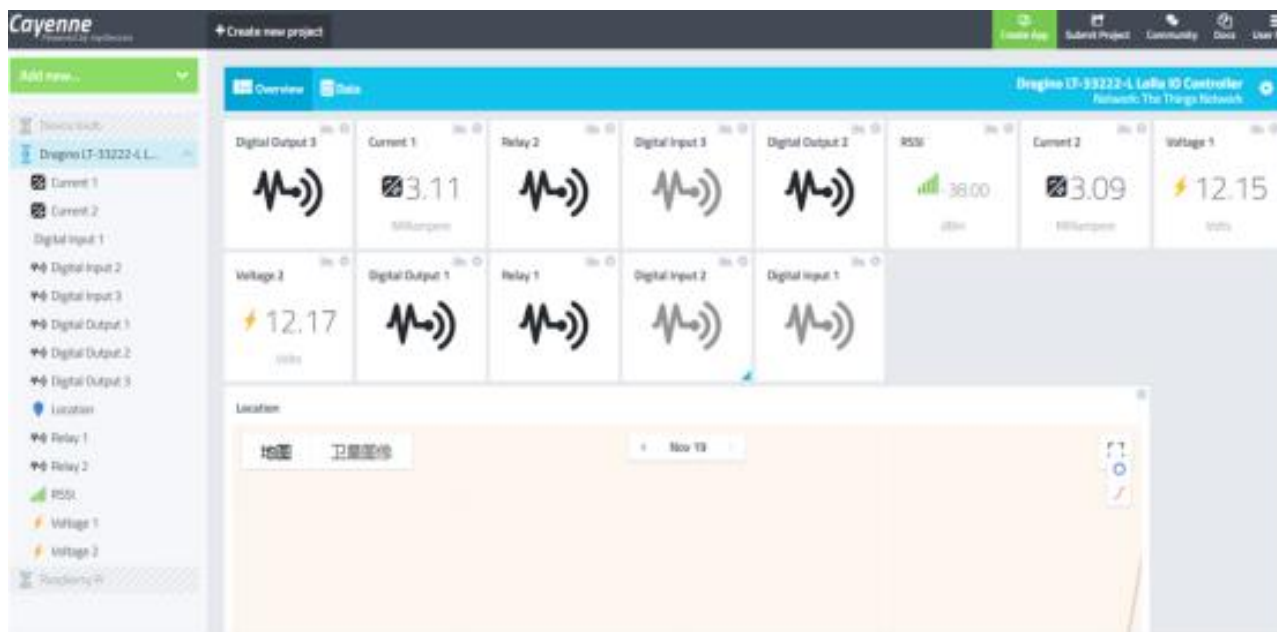 Cayenne
Powered by myDevices
+ Create new project
Create App
Submit Project
Community
Docs
User
Add new...
Overview
Data
Dragino LT-33222-L LoRa IO Controller
Network: The Things Network
Dragino LT-33222-L L...
Current 1
Current 2
Digital Input 1
Digital Input 2
Digital Input 3
Digital Output 1
Digital Output 2
Digital Output 3
Location
Relay 1
Relay 2
RSSI
Voltage 1
Voltage 2
Raspberry Pi
Digital Output 3
Current 1
3.11
Milliampere
Relay 2
Digital Input 3
Digital Output 2
RSSI
-38.00
dBm
Current 2
3.09
Milliampere
Voltage 1
12.15
Volts
Voltage 2
12.17
Volts
Digital Output 1
Relay 1
Digital Input 2
Digital Input 1
Location
地图
卫星图像
Nov 19